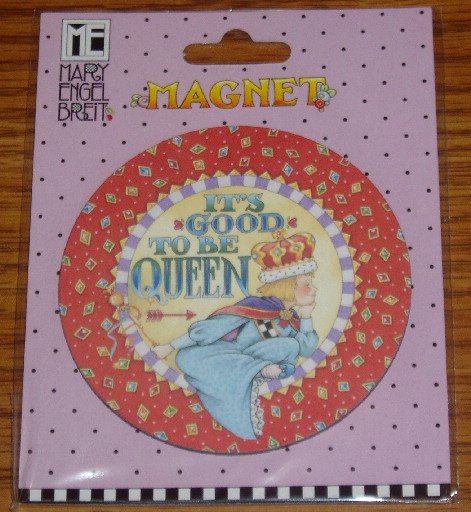 ME
MARY
ENGEL
BREIT
MAGNET
IT'S
GOOD
TO BE
QUEEN